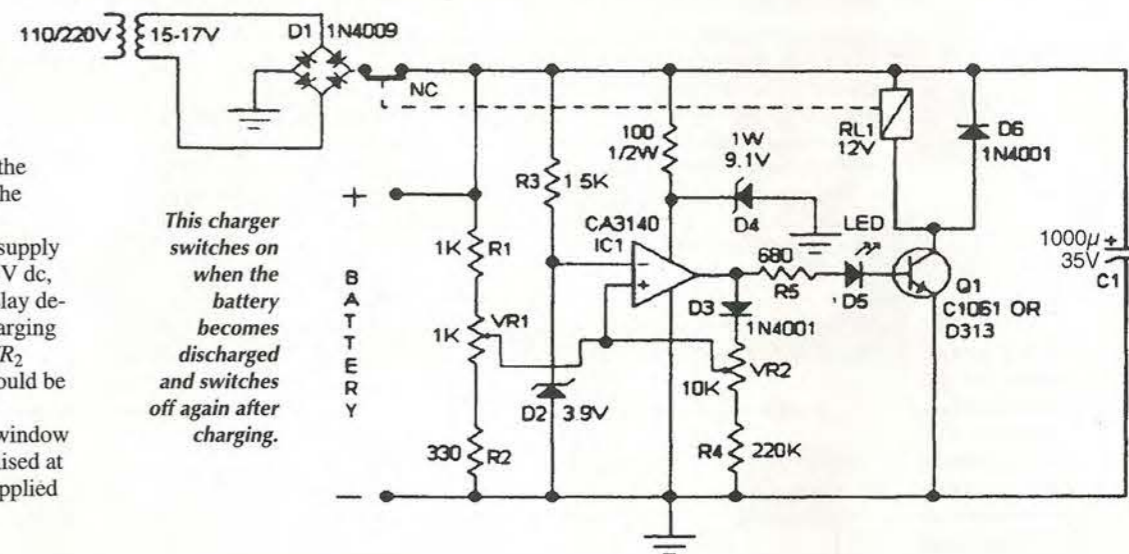 110/220V
15-17V
D1
1N4009
NC
the
he
supply
V dc,
lay de-
arging
R2
ould be
window
ised at
pplied
This charger
switches on
when the
battery
becomes
discharged
and switches
off again after
charging.
+
BATTERY
−
1K
R1
1K
VR1
330
R2
R3
1.5K
D2
3.9V
100
1/2W
1W
9.1V
D4
CA3140
IC1
-
+
680
R5
LED
D5
D3
1N4001
VR2
10K
R4
220K
RL1
12V
D6
1N4001
Q1
C1061 OR
D313
1000µ
+
35V
C1